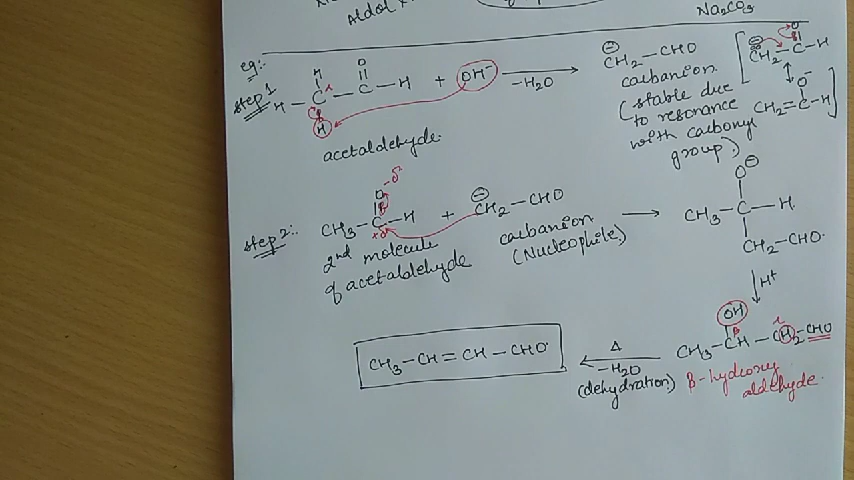 Aldol
Na2CO3
eg:-
step 1
H O
H — C α — C — H + OH⁻ → ⊖CH2 — CHO [ ⊖CH2 — C — H
H -H2O carbanion O
acetaldehyde. (stable due
to resonance CH2 = C — H ]
with carbonyl O⁻
group)
step 2:- O -δ
CH3 — C — H + ⊖CH2 — CHO → CH3 — C — H
+δ O⊖
2nd molecule carbanion CH2 — CHO.
of acetaldehyde (Nucleophile)
↓ H+
OH
CH3 — CH = CH — CHO. ← Δ CH3 — CH β — CH2 α — CHO
-H2O β-hydroxy
(dehydration) aldehyde.